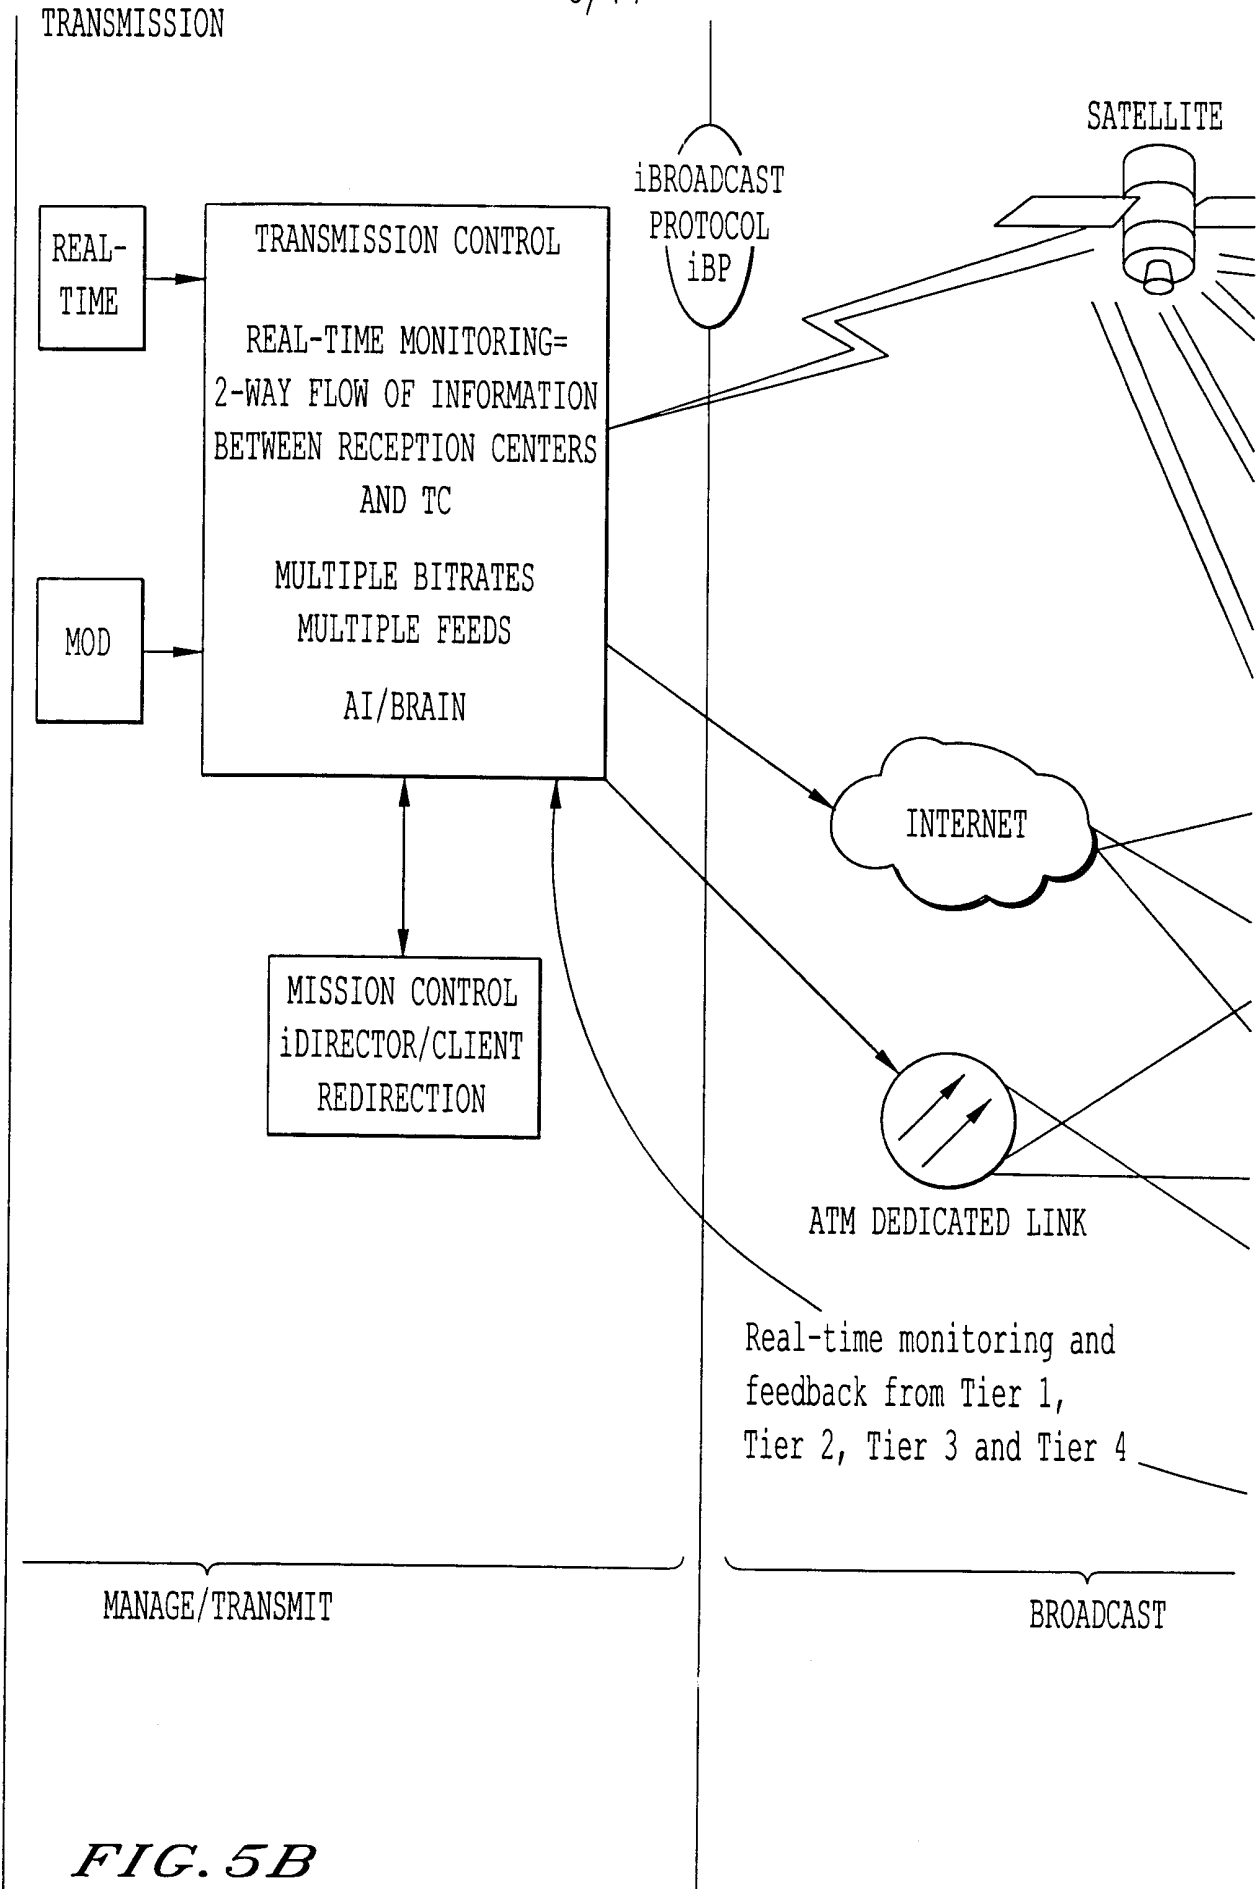 TRANSMISSION
SATELLITE
iBROADCAST
PROTOCOL
iBP
REAL-
TIME
TRANSMISSION CONTROL
REAL-TIME MONITORING=
2-WAY FLOW OF INFORMATION
BETWEEN RECEPTION CENTERS
AND TC
MULTIPLE BITRATES
MULTIPLE FEEDS
AI/BRAIN
MOD
INTERNET
MISSION CONTROL
iDIRECTOR/CLIENT
REDIRECTION
ATM DEDICATED LINK
Real-time monitoring and
feedback from Tier 1,
Tier 2, Tier 3 and Tier 4
MANAGE/TRANSMIT
BROADCAST
FIG. 5B